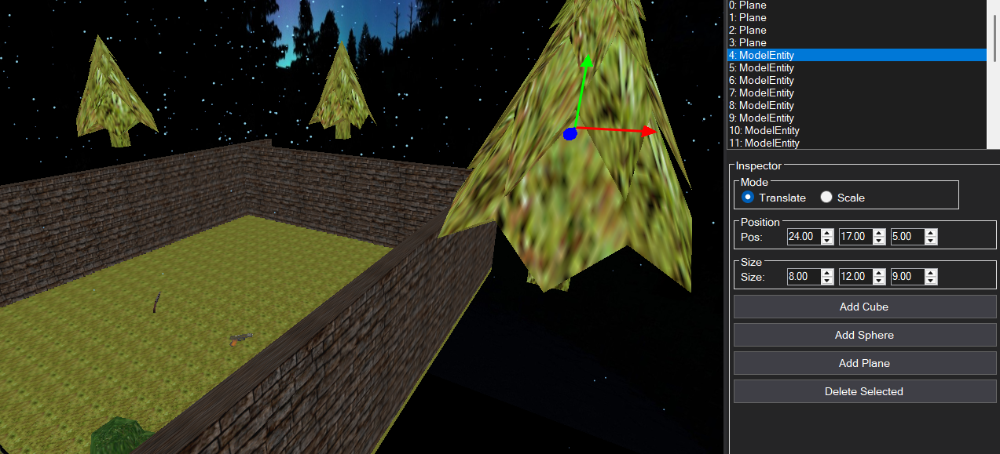 0: Plane
1: Plane
2: Plane
3: Plane
4: ModelEntity
5: ModelEntity
6: ModelEntity
7: ModelEntity
8: ModelEntity
9: ModelEntity
10: ModelEntity
11: ModelEntity
Inspector
Mode
Translate Scale
Position
Pos: 24.00 17.00 5.00
Size
Size: 8.00 12.00 9.00
Add Cube
Add Sphere
Add Plane
Delete Selected